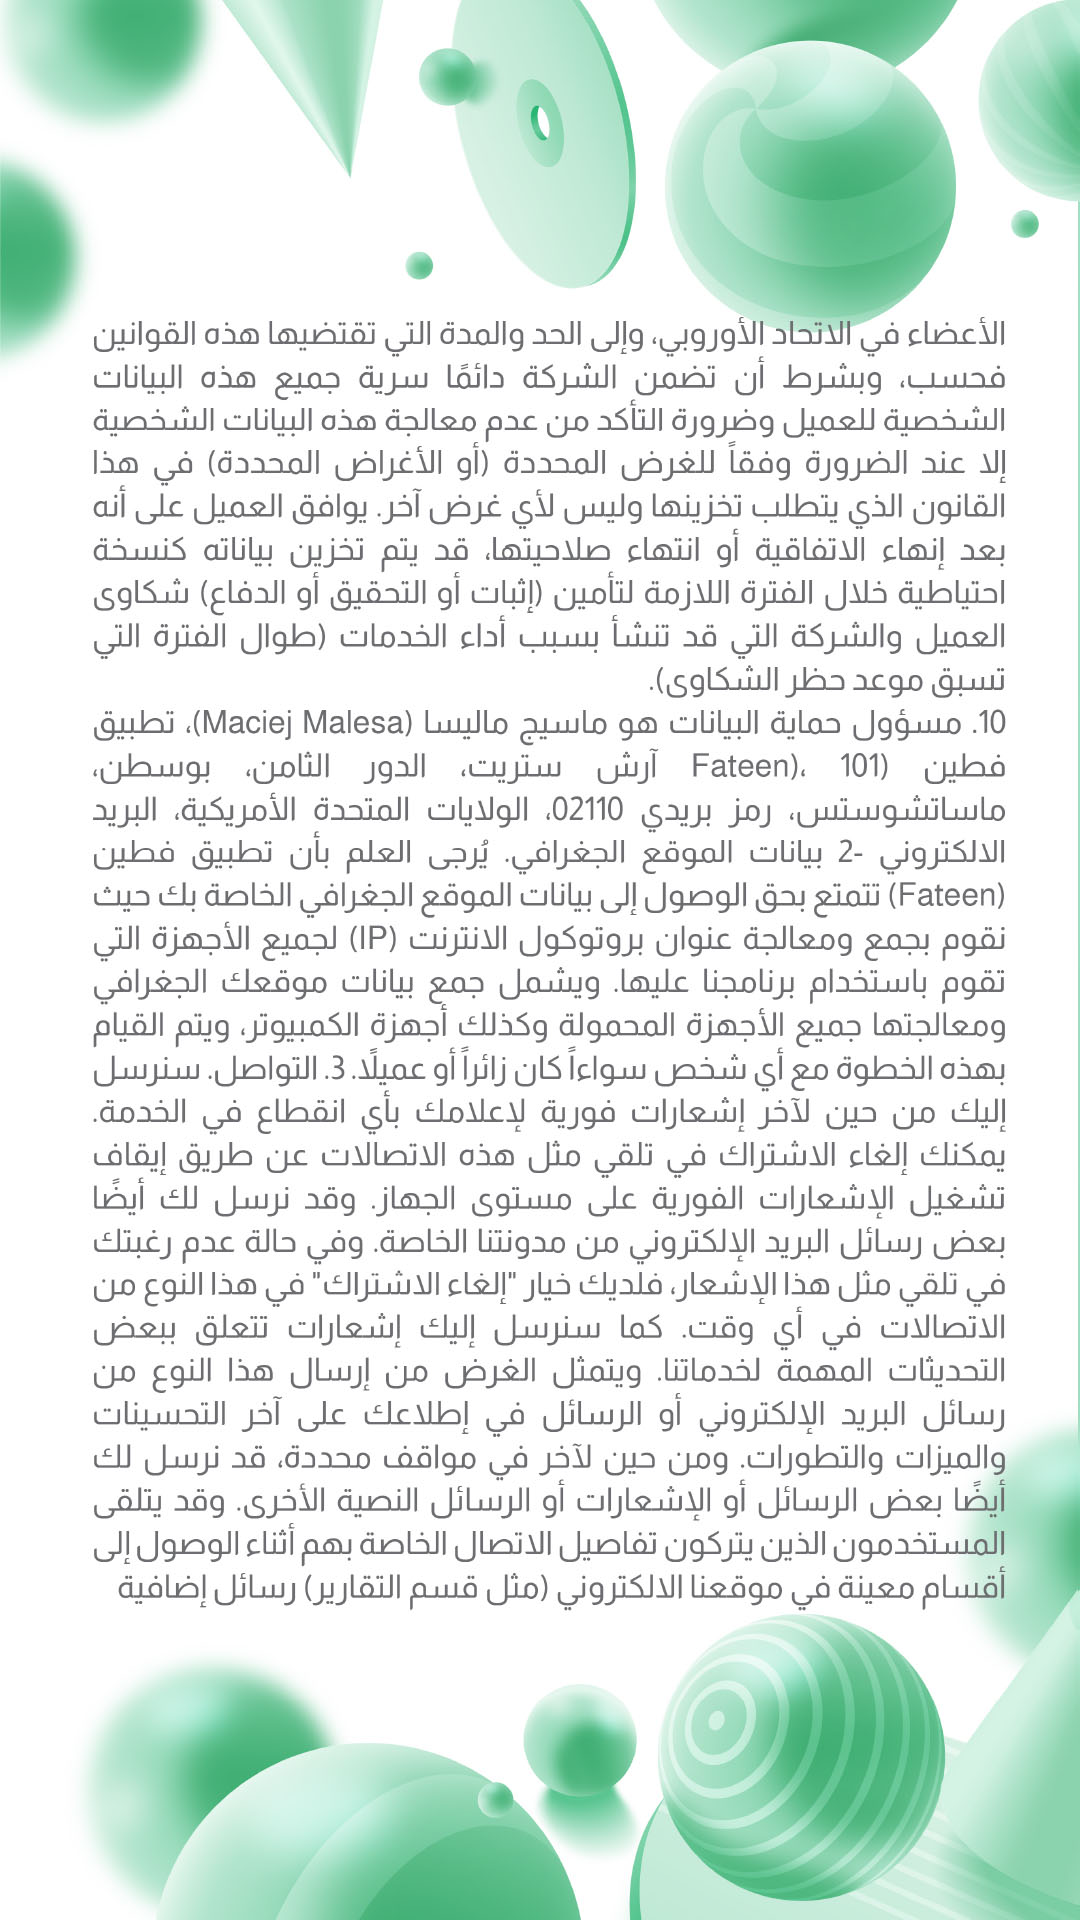 الأعضاء في الاتحاد الأوروبي، وإلى الحد والمدة التي تقتضيها هذه القوانين
فحسب، وبشرط أن تضمن الشركة دائمًا سرية جميع هذه البيانات
الشخصية للعميل وضرورة التأكد من عدم معالجة هذه البيانات الشخصية
إلا عند الضرورة وفقاً للغرض المحددة (أو الأغراض المحددة) في هذا
القانون الذي يتطلب تخزينها وليس لأي غرض آخر. يوافق العميل على أنه
بعد إنهاء الاتفاقية أو انتهاء صلاحيتها، قد يتم تخزين بياناته كنسخة
احتياطية خلال الفترة اللازمة لتأمين (إثبات أو التحقيق أو الدفاع) شكاوى
العميل والشركة التي قد تنشأ بسبب أداء الخدمات (طوال الفترة التي
تسبق موعد حظر الشكاوى).
10. مسؤول حماية البيانات هو ماسيج ماليسا (Maciej Malesa)، تطبيق
فطين (Fateen)، 101 آرش ستريت، الدور الثامن، بوسطن،
ماساتشوستس، رمز بريدي 02110، الولايات المتحدة الأمريكية، البريد
الالكتروني -2 بيانات الموقع الجغرافي. يُرجى العلم بأن تطبيق فطين
(Fateen) تتمتع بحق الوصول إلى بيانات الموقع الجغرافي الخاصة بك حيث
نقوم بجمع ومعالجة عنوان بروتوكول الانترنت (IP) لجميع الأجهزة التي
تقوم باستخدام برنامجنا عليها. ويشمل جمع بيانات موقعك الجغرافي
ومعالجتها جميع الأجهزة المحمولة وكذلك أجهزة الكمبيوتر، ويتم القيام
بهذه الخطوة مع أي شخص سواءاً كان زائراً أو عميلًا. 3. التواصل. سنرسل
إليك من حين لآخر إشعارات فورية لإعلامك بأي انقطاع في الخدمة.
يمكنك إلغاء الاشتراك في تلقي مثل هذه الاتصالات عن طريق إيقاف
تشغيل الإشعارات الفورية على مستوى الجهاز. وقد نرسل لك أيضًا
بعض رسائل البريد الإلكتروني من مدونتنا الخاصة. وفي حالة عدم رغبتك
في تلقي مثل هذا الإشعار، فلديك خيار "إلغاء الاشتراك" في هذا النوع من
الاتصالات في أي وقت. كما سنرسل إليك إشعارات تتعلق ببعض
التحديثات المهمة لخدماتنا. ويتمثل الغرض من إرسال هذا النوع من
رسائل البريد الإلكتروني أو الرسائل في إطلاعك على آخر التحسينات
والميزات والتطورات. ومن حين لآخر في مواقف محددة، قد نرسل لك
أيضًا بعض الرسائل أو الإشعارات أو الرسائل النصية الأخرى. وقد يتلقى
المستخدمون الذين يتركون تفاصيل الاتصال الخاصة بهم أثناء الوصول إلى
أقسام معينة في موقعنا الالكتروني (مثل قسم التقارير) رسائل إضافية